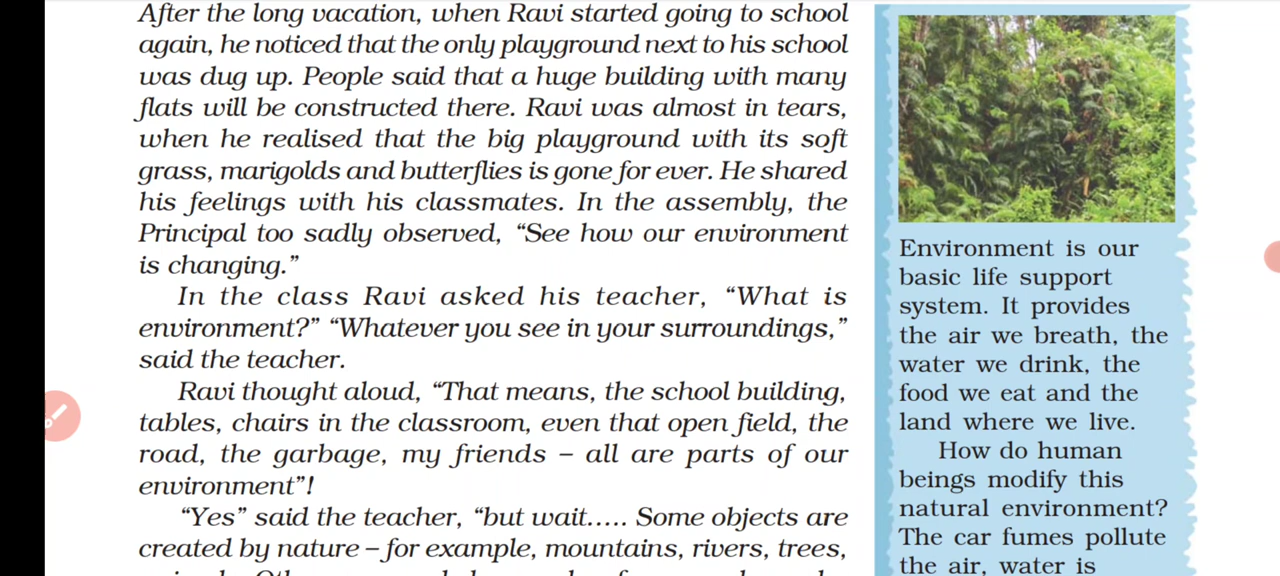 After the long vacation, when Ravi started going to school
again, he noticed that the only playground next to his school
was dug up. People said that a huge building with many
flats will be constructed there. Ravi was almost in tears,
when he realised that the big playground with its soft
grass, marigolds and butterflies is gone for ever. He shared
his feelings with his classmates. In the assembly, the
Principal too sadly observed, “See how our environment
is changing.”
In the class Ravi asked his teacher, “What is
environment?” “Whatever you see in your surroundings,”
said the teacher.
Ravi thought aloud, “That means, the school building,
tables, chairs in the classroom, even that open field, the
road, the garbage, my friends – all are parts of our
environment”!
“Yes” said the teacher, “but wait..... Some objects are
created by nature – for example, mountains, rivers, trees,
Environment is our
basic life support
system. It provides
the air we breath, the
water we drink, the
food we eat and the
land where we live.
How do human
beings modify this
natural environment?
The car fumes pollute
the air, water is